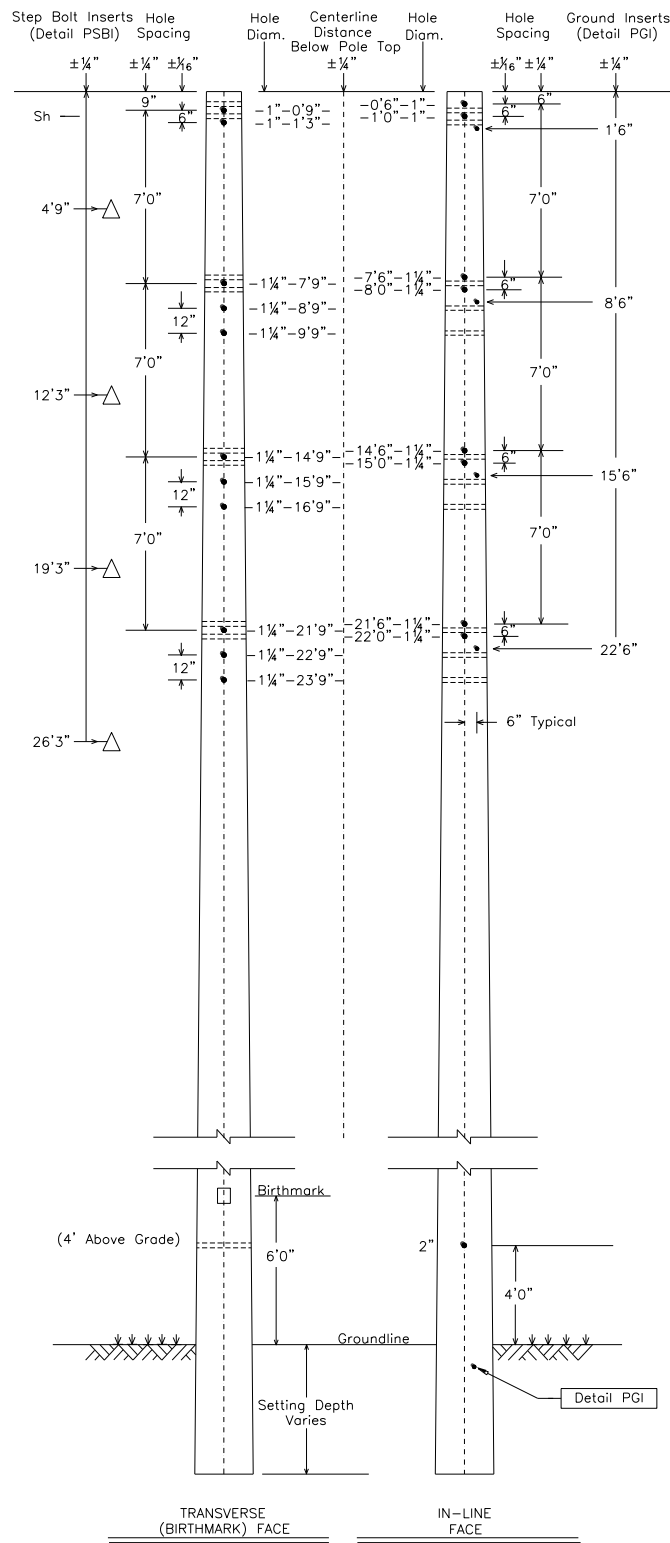 Step Bolt Inserts Hole Hole Centerline Hole Hole Ground Inserts
(Detail PSBI) Spacing Diam. Distance Diam. Spacing (Detail PGI)
Below Pole Top
±¼" ±¼" ±1⁄16" ±¼" ±1⁄16" ±¼" ±¼"
9" 6"
Sh 6" -1"-0'9" -0'6"-1" 6"
-1"-1'3" -1'0"-1" 1'6"
4'9" 7'0" 7'0"
-7'6"-1¼"
-1¼"-7'9" -8'0"-1¼" 6"
12" -1¼"-8'9" 8'6"
-1¼"-9'9"
7'0" 7'0"
12'3"
-14'6"-1¼"
-1¼"-14'9" -15'0"-1¼" 6"
12" -1¼"-15'9" 15'6"
-1¼"-16'9"
7'0" 7'0"
19'3"
-21'6"-1¼"
-1¼"-21'9" -22'0"-1¼" 6"
12" -1¼"-22'9" 22'6"
-1¼"-23'9"
6" Typical
26'3"
Birthmark
(4' Above Grade) 6'0" 2"
4'0"
Groundline
Setting Depth
Varies
Detail PGI
TRANSVERSE
(BIRTHMARK) FACE
IN-LINE
FACE